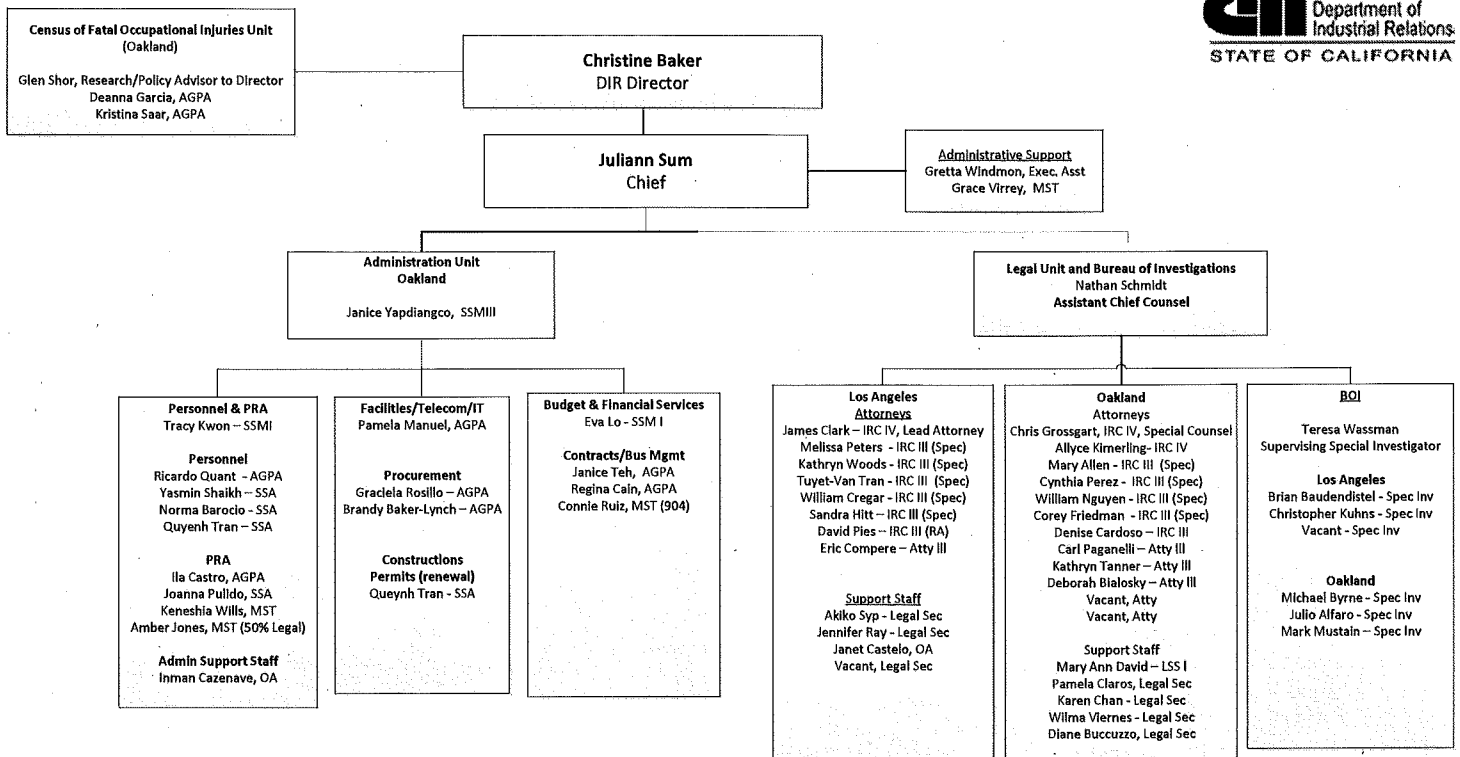 Census of Fatal Occupational Injuries Unit
(Oakland)
Glen Shor, Research/Policy Advisor to Director
Deanna Garcia, AGPA
Kristina Saar, AGPA
Christine Baker
DIR Director
Department of
Industrial Relations
STATE OF CALIFORNIA
Juliann Sum
Chief
Administrative Support
Gretta Windmon, Exec. Asst
Grace Virrey, MST
Administration Unit
Oakland
Janice Yapdiangco, SSMIII
Legal Unit and Bureau of Investigations
Nathan Schmidt
Assistant Chief Counsel
Personnel & PRA
Tracy Kwon – SSMI
Personnel
Ricardo Quant - AGPA
Yasmin Shaikh – SSA
Norma Barocio - SSA
Quyenh Tran – SSA
PRA
Ila Castro, AGPA
Joanna Pulido, SSA
Keneshia Wills, MST
Amber Jones, MST (50% Legal)
Admin Support Staff
Inman Cazenave, OA
Facilities/Telecom/IT
Pamela Manuel, AGPA
Procurement
Graciela Rosillo – AGPA
Brandy Baker-Lynch – AGPA
Constructions
Permits (renewal)
Queynh Tran - SSA
Budget & Financial Services
Eva Lo - SSM I
Contracts/Bus Mgmt
Janice Teh, AGPA
Regina Cain, AGPA
Connie Ruiz, MST (904)
Los Angeles
Attorneys
James Clark – IRC IV, Lead Attorney
Melissa Peters - IRC III (Spec)
Kathryn Woods - IRC III (Spec)
Tuyet-Van Tran - IRC III (Spec)
William Cregar - IRC III (Spec)
Sandra Hitt – IRC III (Spec)
David Pies – IRC III (RA)
Eric Compere – Atty III
Support Staff
Akiko Syp - Legal Sec
Jennifer Ray - Legal Sec
Janet Castelo, OA
Vacant, Legal Sec
Oakland
Attorneys
Chris Grossgart, IRC IV, Special Counsel
Allyce Kimerling- IRC IV
Mary Allen - IRC III (Spec)
Cynthia Perez - IRC III (Spec)
William Nguyen - IRC III (Spec)
Corey Friedman - IRC III (Spec)
Denise Cardoso – IRC III
Carl Paganelli – Atty III
Kathryn Tanner – Atty III
Deborah Bialosky – Atty III
Vacant, Atty
Vacant, Atty
Support Staff
Mary Ann David – LSS I
Pamela Claros, Legal Sec
Karen Chan - Legal Sec
Wilma Viernes - Legal Sec
Diane Buccuzzo, Legal Sec
BOI
Teresa Wassman
Supervising Special Investigator
Los Angeles
Brian Baudendistel - Spec Inv
Christopher Kuhns - Spec Inv
Vacant - Spec Inv
Oakland
Michael Byrne - Spec Inv
Julio Alfaro - Spec Inv
Mark Mustain – Spec Inv